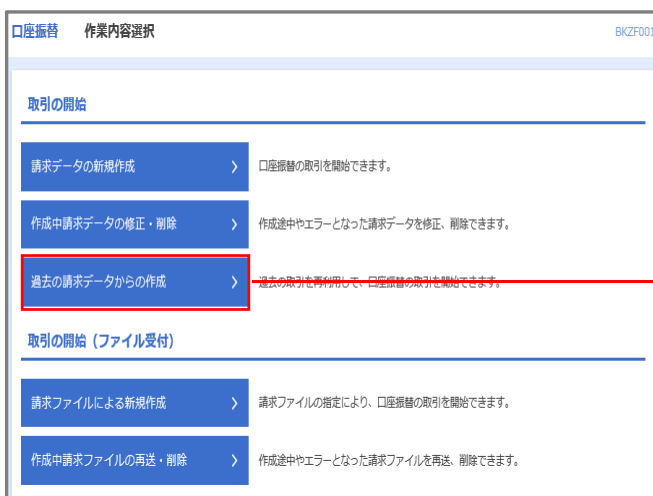 口座振替 作業内容選択 BKZF001
取引の開始
請求データの新規作成 口座振替の取引を開始できます。
作成中請求データの修正・削除 作成途中やエラーとなった請求データを修正、削除できます。
過去の請求データからの作成 過去の取引を再利用して、口座振替の取引を開始できます。
取引の開始（ファイル受付）
請求ファイルによる新規作成 請求ファイルの指定により、口座振替の取引を開始できます。
作成中請求ファイルの再送・削除 作成途中やエラーとなった請求ファイルを再送、削除できます。